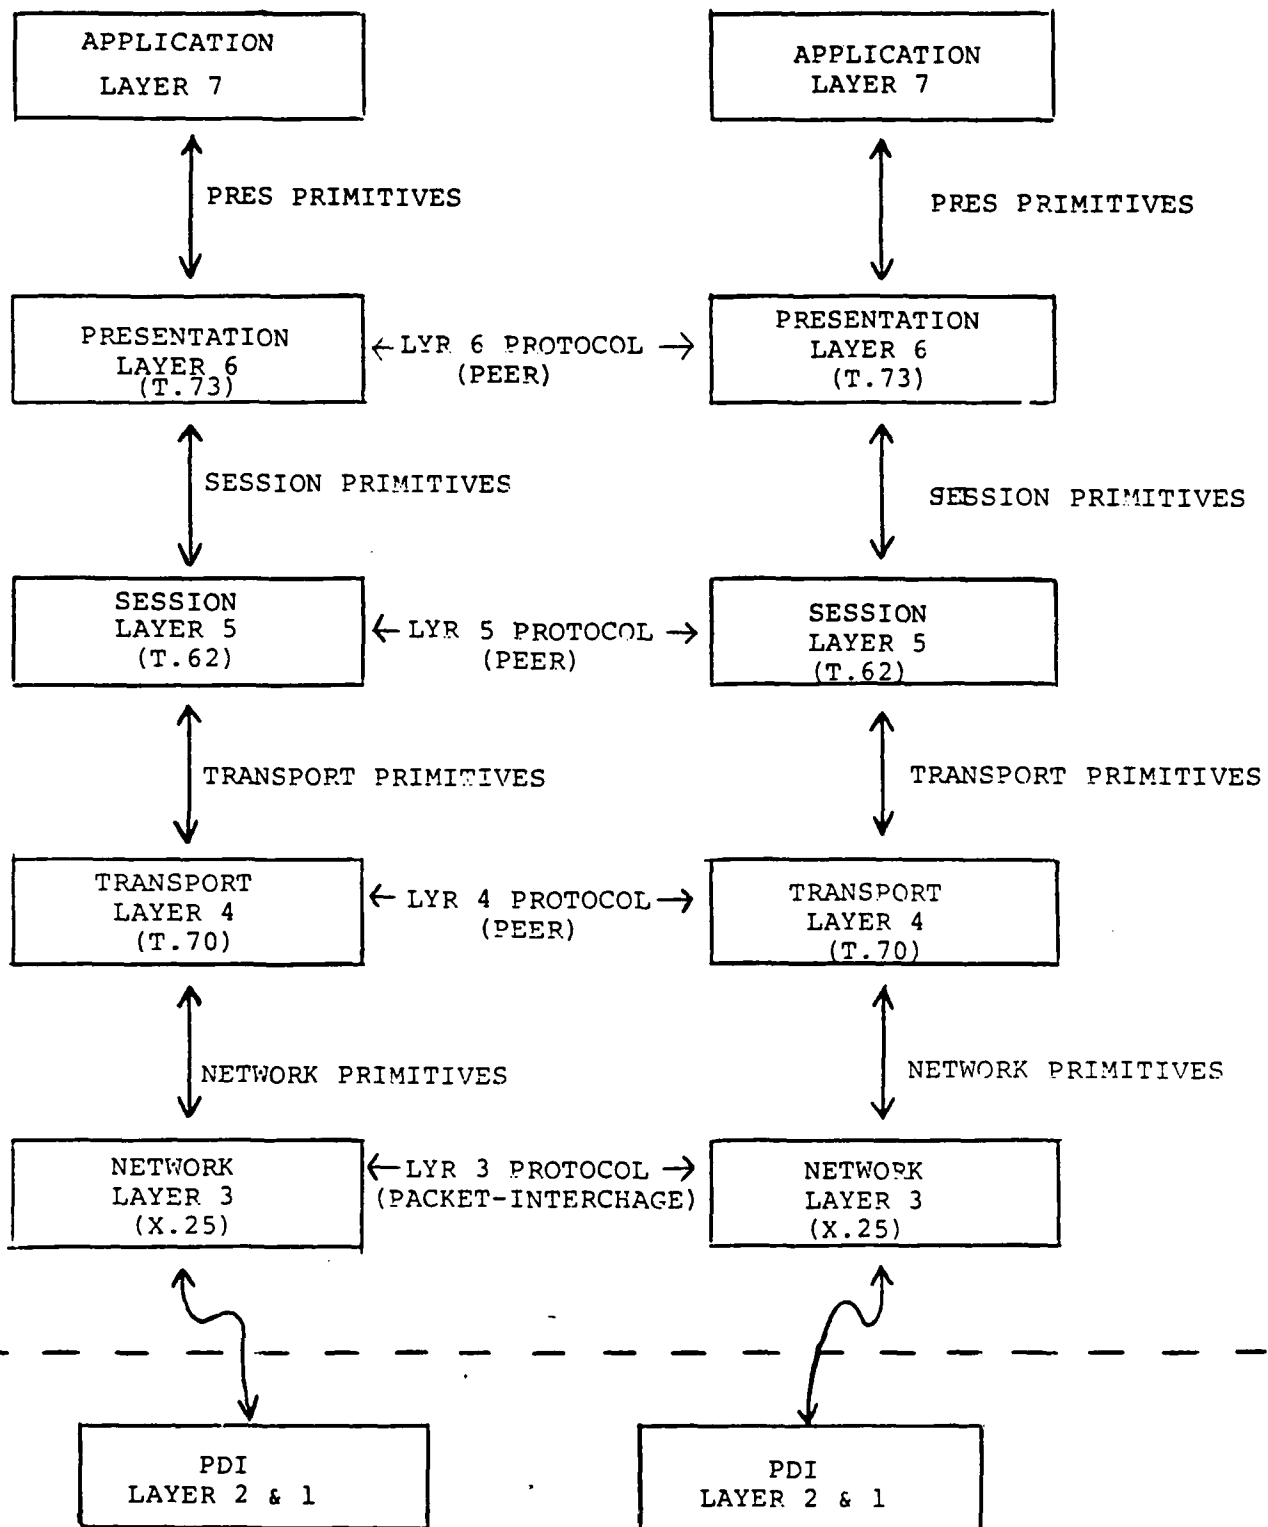 APPLICATION
LAYER 7
APPLICATION
LAYER 7
PRES PRIMITIVES
PRES PRIMITIVES
PRESENTATION
LAYER 6
(T.73)
LYR 6 PROTOCOL
(PEER)
PRESENTATION
LAYER 6
(T.73)
SESSION PRIMITIVES
SESSION PRIMITIVES
SESSION
LAYER 5
(T.62)
LYR 5 PROTOCOL
(PEER)
SESSION
LAYER 5
(T.62)
TRANSPORT PRIMITIVES
TRANSPORT PRIMITIVES
TRANSPORT
LAYER 4
(T.70)
LYR 4 PROTOCOL
(PEER)
TRANSPORT
LAYER 4
(T.70)
NETWORK PRIMITIVES
NETWORK PRIMITIVES
NETWORK
LAYER 3
(X.25)
LYR 3 PROTOCOL
(PACKET-INTERCHAGE)
NETWORK
LAYER 3
(X.25)
PDI
LAYER 2 & 1
PDI
LAYER 2 & 1